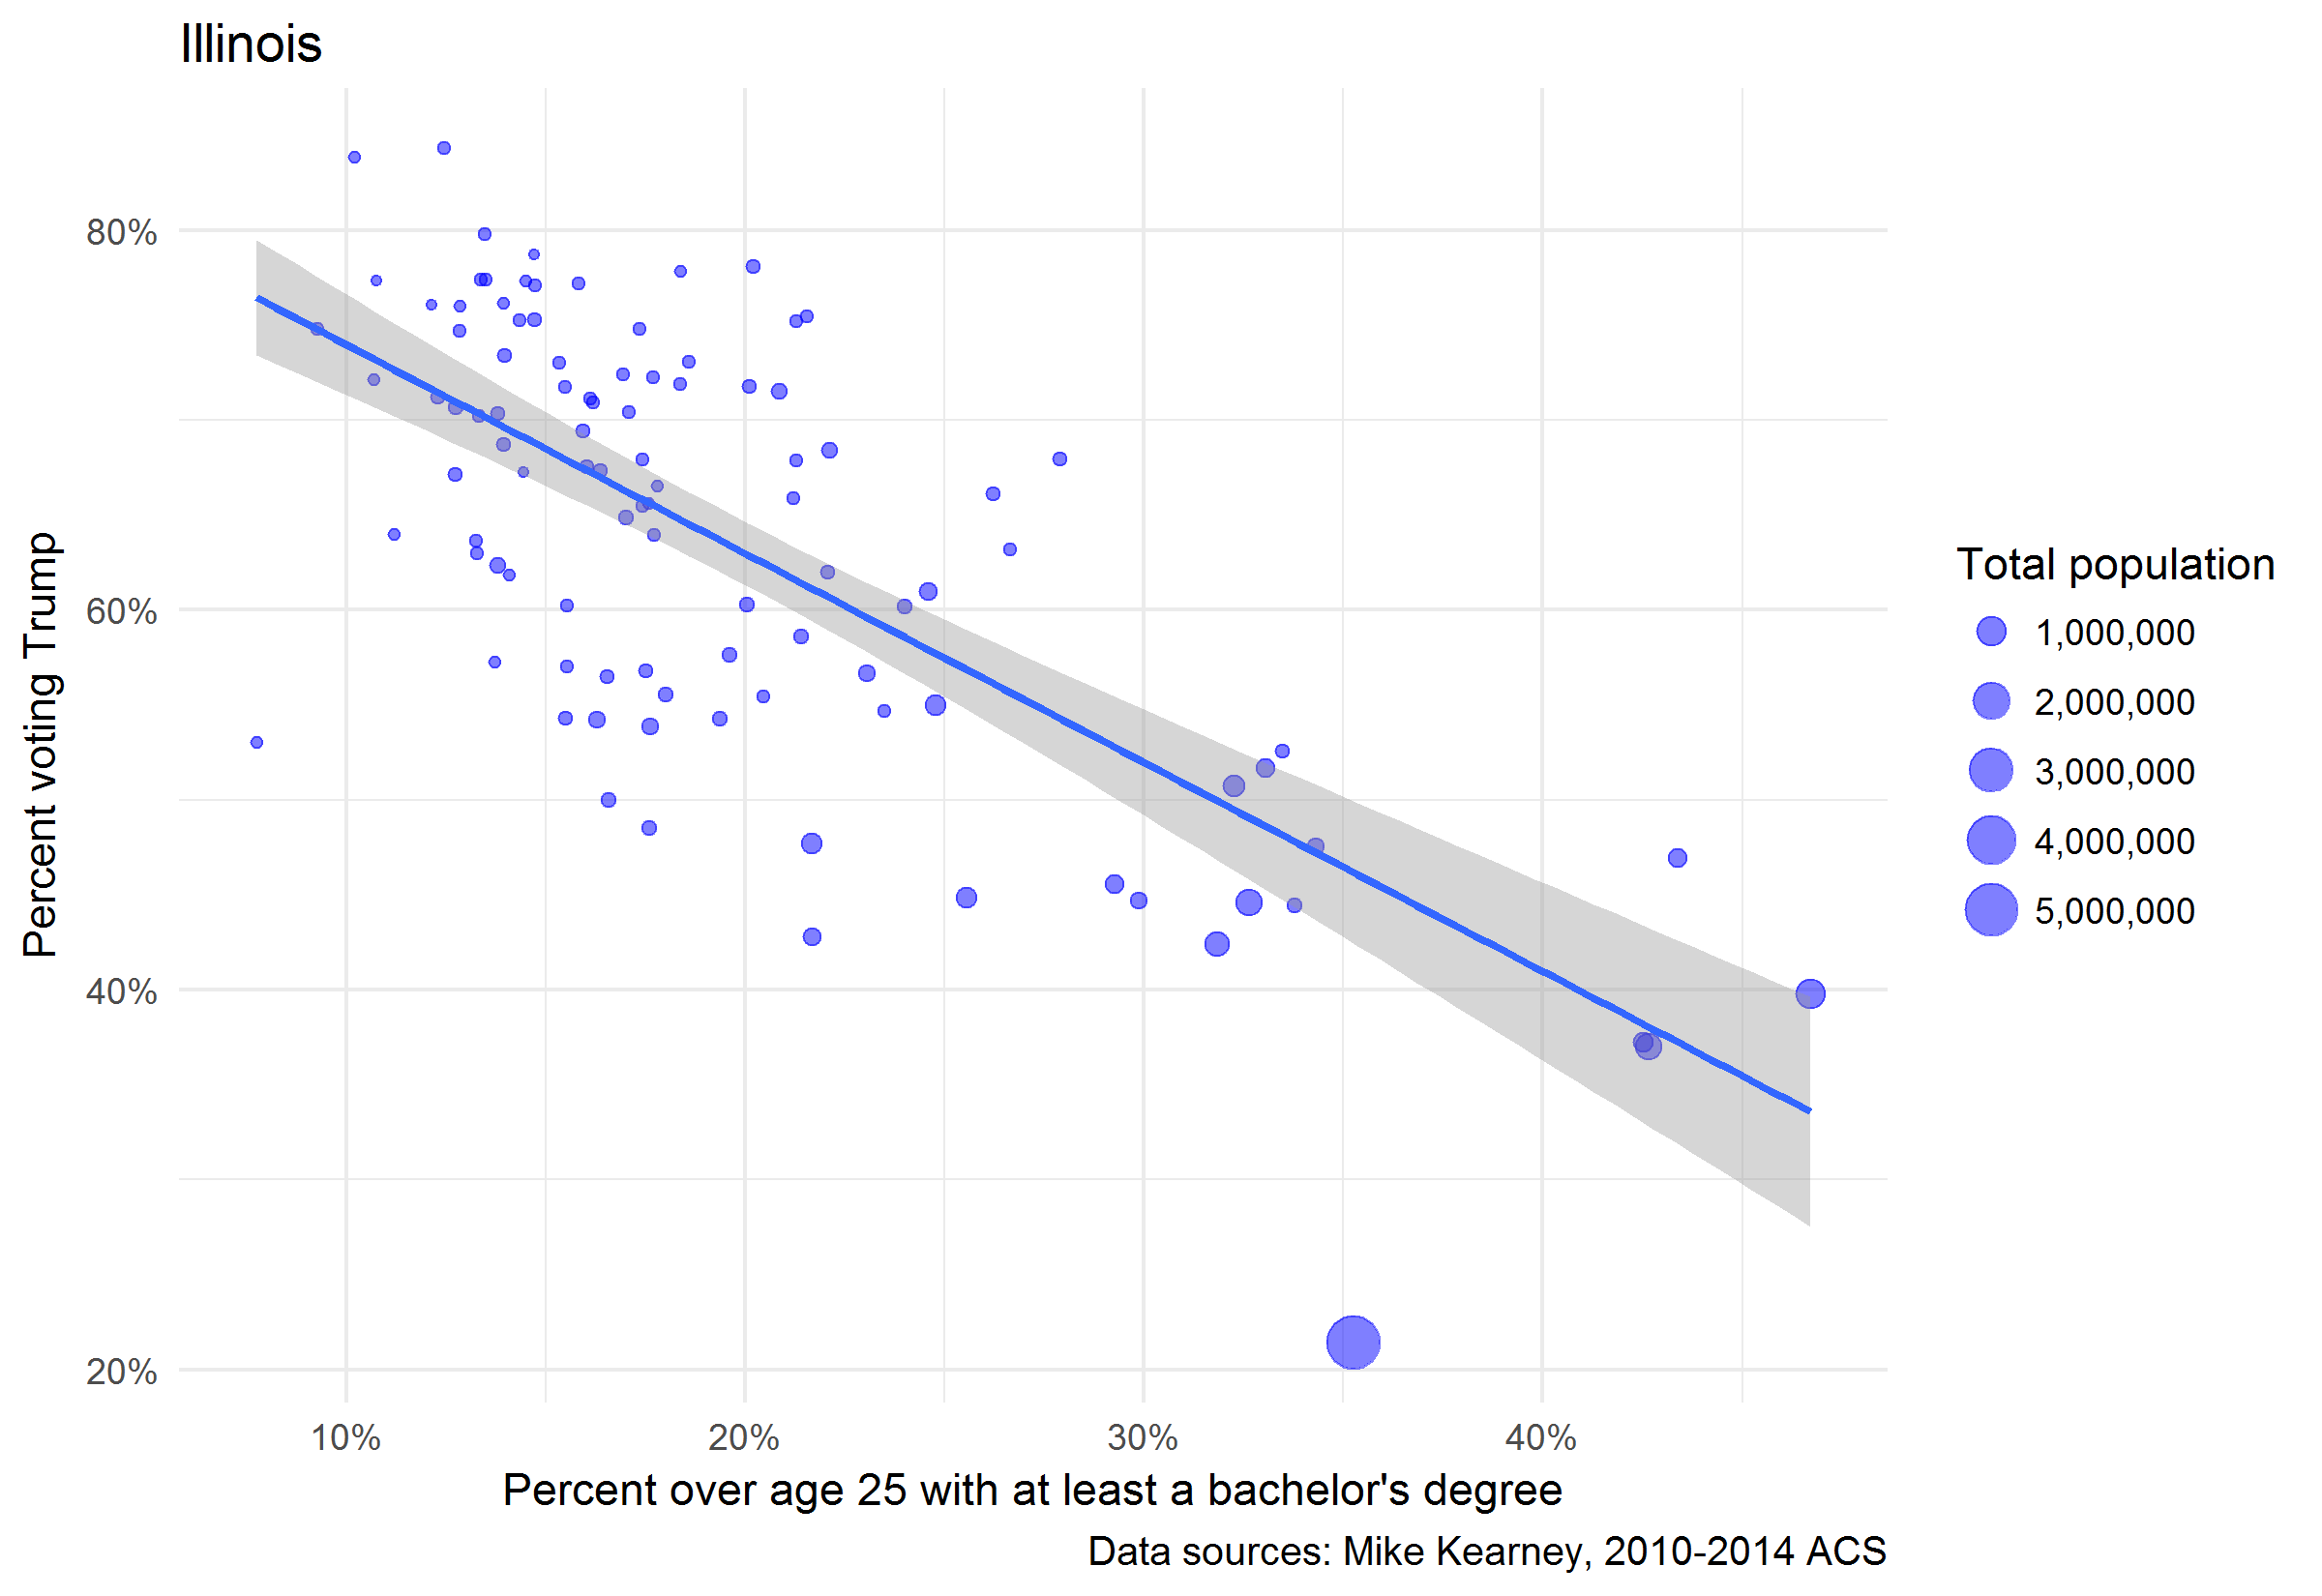 Illinois
80%
60%
40%
20%
Percent voting Trump
10% 20% 30% 40%
Percent over age 25 with at least a bachelor's degree
Data sources: Mike Kearney, 2010-2014 ACS
Total population
1,000,000
2,000,000
3,000,000
4,000,000
5,000,000